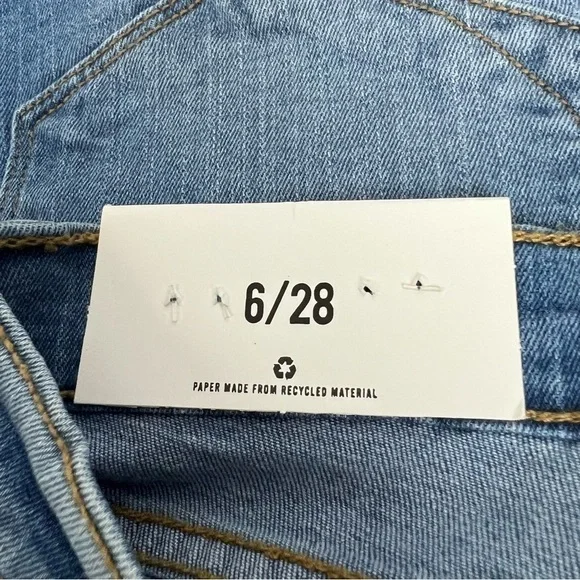 6/28
PAPER MADE FROM RECYCLED MATERIAL